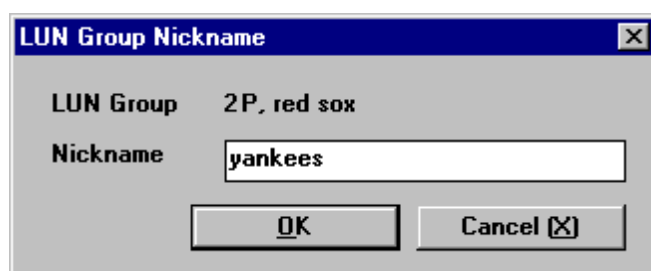 LUN Group Nickname
LUN Group 2P, red sox
Nickname yankees
OK Cancel (X)